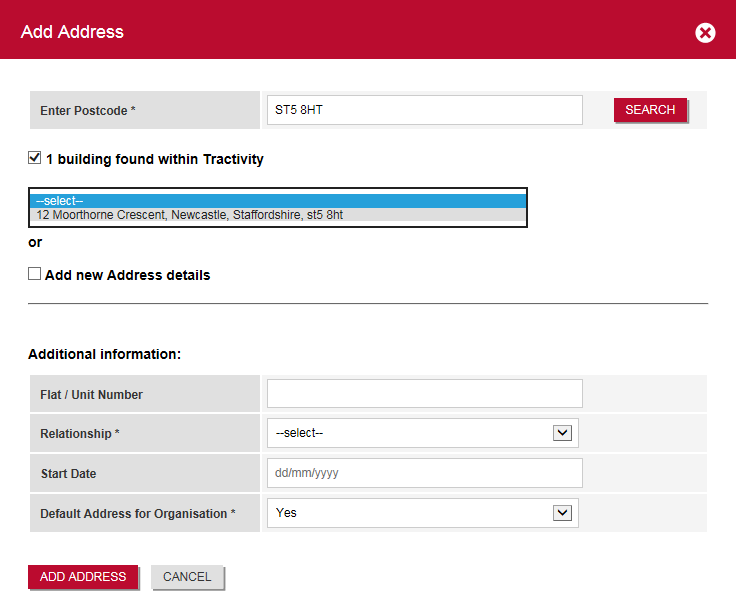 Add Address
Enter Postcode * ST5 8HT SEARCH
1 building found within Tractivity
--select--
12 Moorthorne Crescent, Newcastle, Staffordshire, st5 8ht
or
Add new Address details
Additional information:
Flat / Unit Number
Relationship * --select--
Start Date dd/mm/yyyy
Default Address for Organisation * Yes
ADD ADDRESS CANCEL